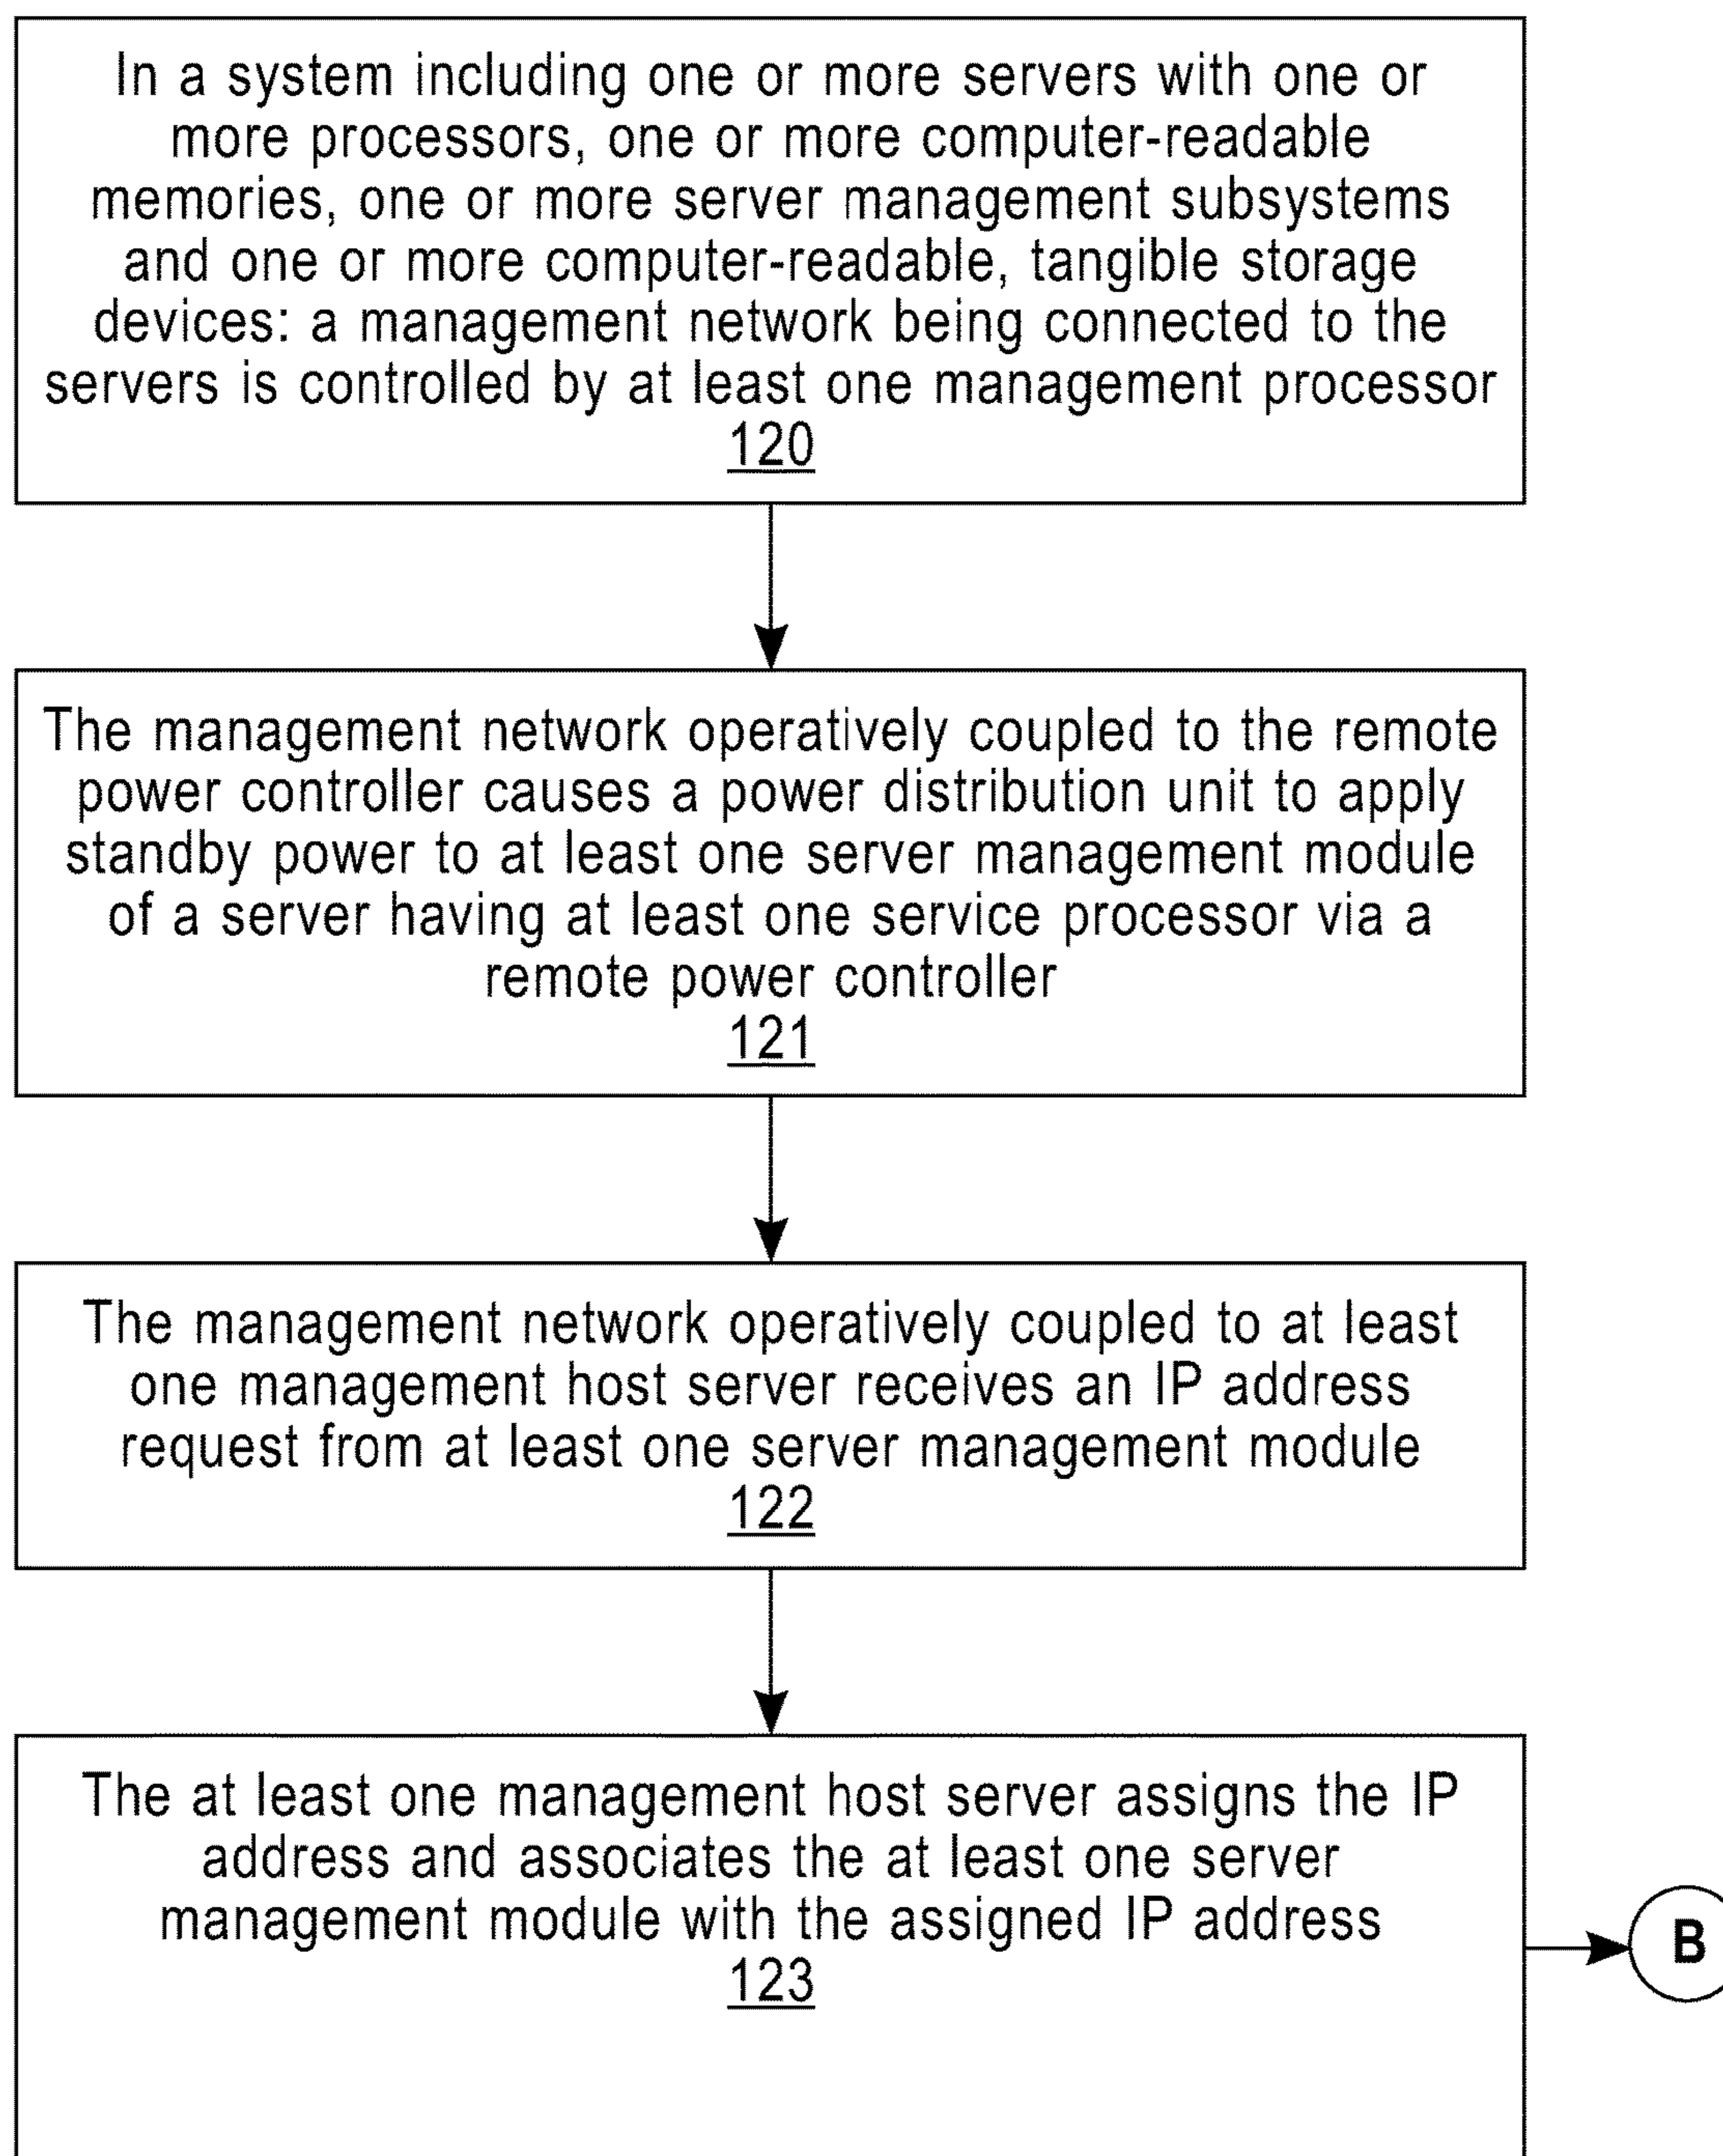 In a system including one or more servers with one or
more processors, one or more computer-readable
memories, one or more server management subsystems
and one or more computer-readable, tangible storage
devices: a management network being connected to the
servers is controlled by at least one management processor
120
The management network operatively coupled to the remote
power controller causes a power distribution unit to apply
standby power to at least one server management module
of a server having at least one service processor via a
remote power controller
121
The management network operatively coupled to at least
one management host server receives an IP address
request from at least one server management module
122
The at least one management host server assigns the IP
address and associates the at least one server
management module with the assigned IP address
123
B